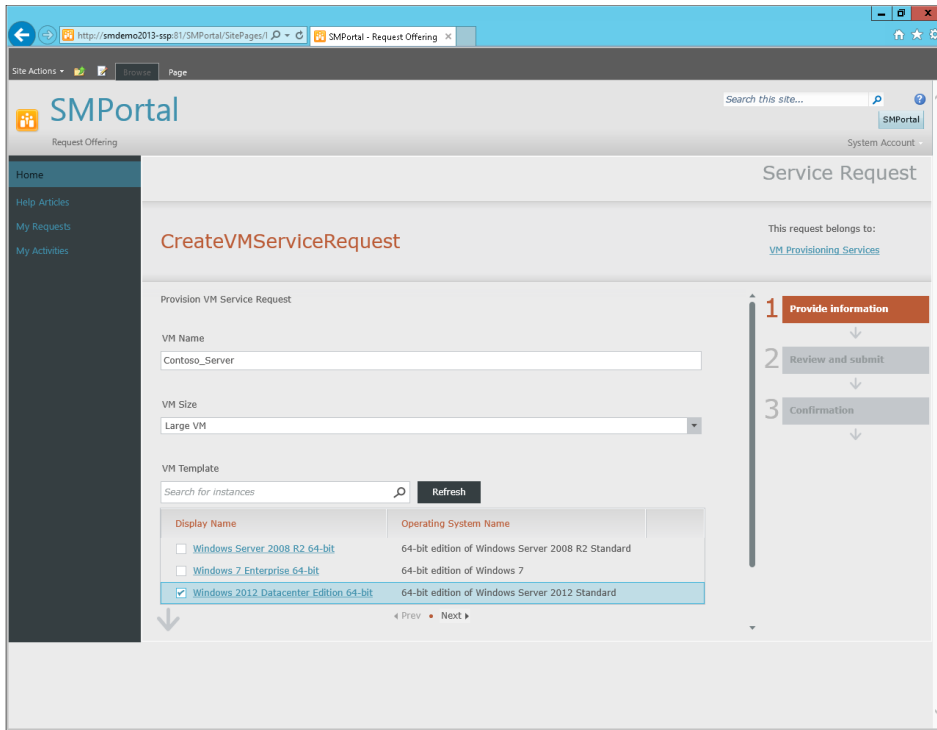 http://smdemo2013-ssp:81/SMPortal/SitePages/
SMPortal - Request Offering
Site Actions
Browse
Page
SMPortal
Search this site...
SMPortal
Request Offering
System Account
Home
Help Articles
My Requests
My Activities
Service Request
CreateVMServiceRequest
This request belongs to:
VM Provisioning Services
Provision VM Service Request
1 Provide information
2 Review and submit
3 Confirmation
VM Name
Contoso_Server
VM Size
Large VM
VM Template
Search for instances
Refresh
Display Name Operating System Name
Windows Server 2008 R2 64-bit 64-bit edition of Windows Server 2008 R2 Standard
Windows 7 Enterprise 64-bit 64-bit edition of Windows 7
Windows 2012 Datacenter Edition 64-bit 64-bit edition of Windows Server 2012 Standard
Prev Next